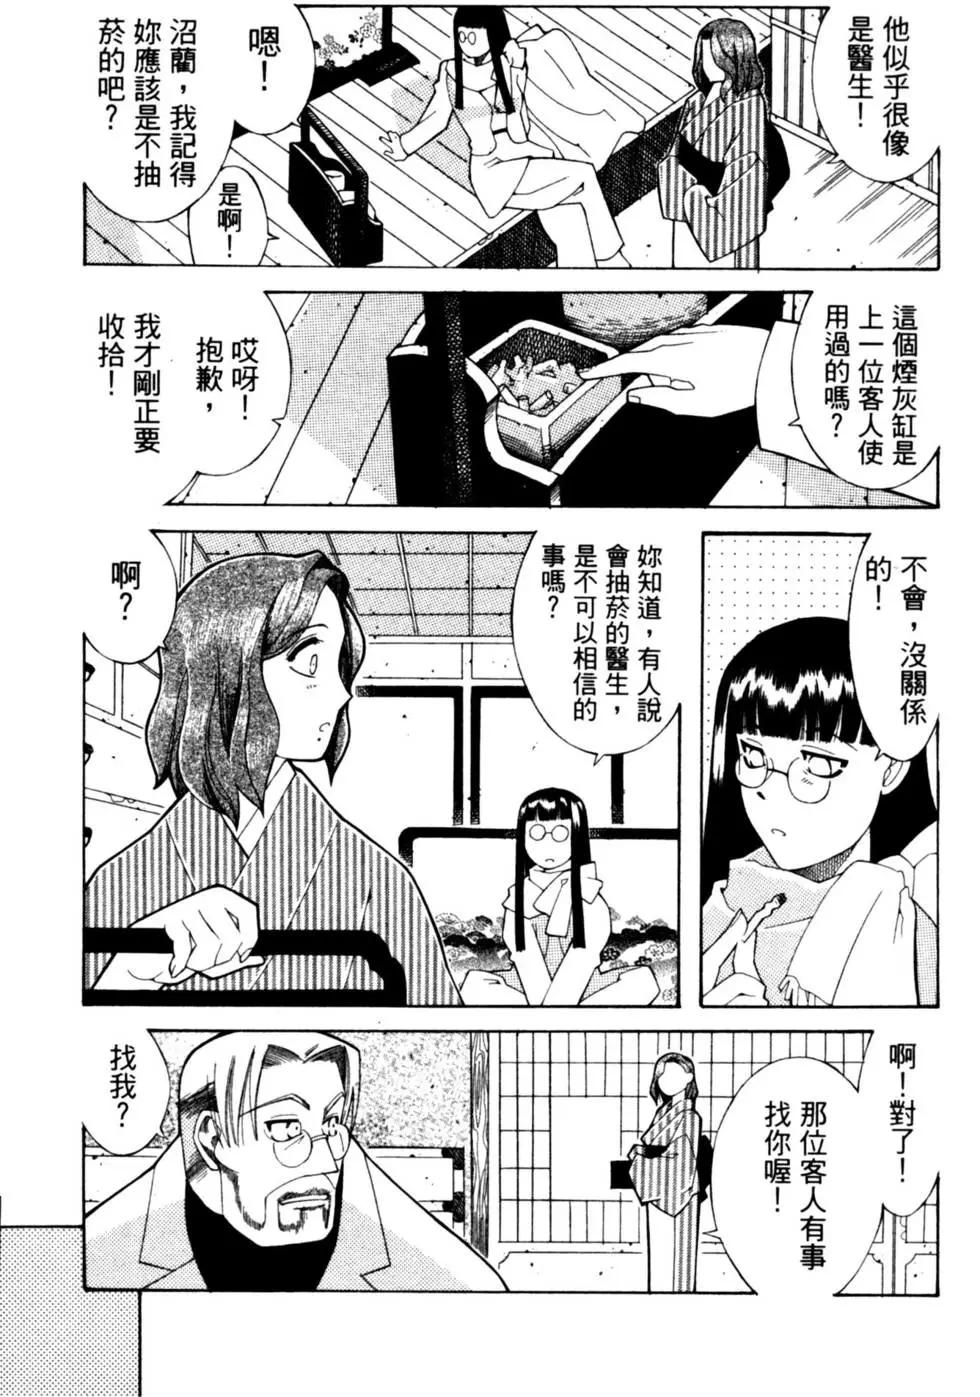 他似乎很像
是醫生！
嗯！
沼蘭，我記得
妳應該是不抽
菸的吧？
是啊！
這個煙灰缸是
上一位客人使
用過的嗎？
哎呀！
抱歉，
我才剛正要
收拾！
不會，沒關係
的！
妳知道，有人說
會抽菸的醫生，
是不可以相信的
事嗎？
啊？
啊！對了！
那位客人有事
找你喔！
找我？